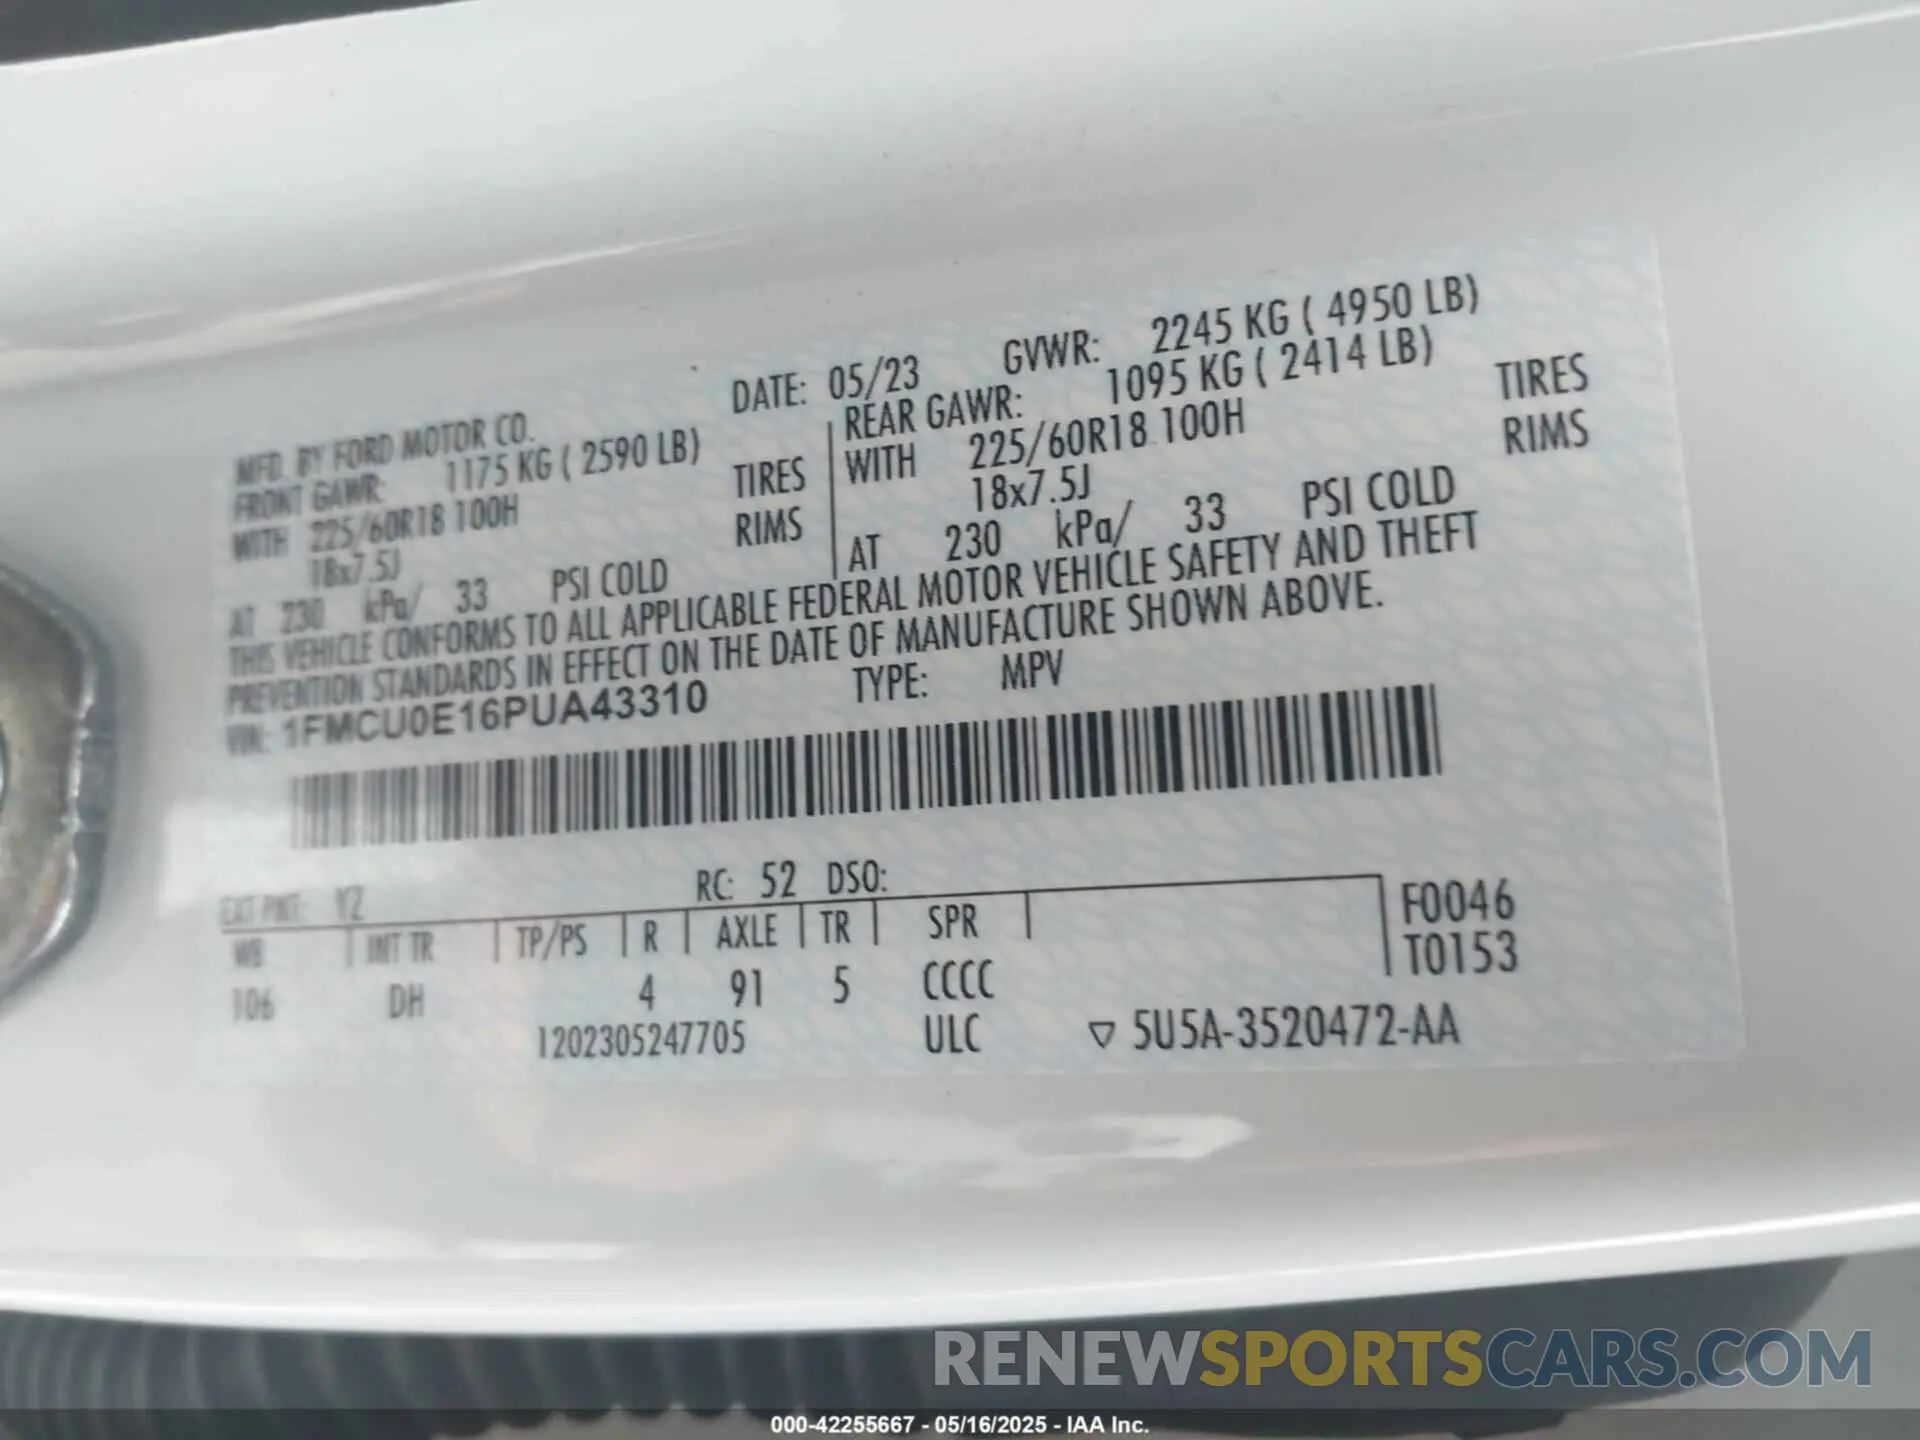 MFD. BY FORD MOTOR CO.
DATE: 05/23 GVWR: 2245 KG ( 4950 LB)
FRONT GAWR: 1175 KG ( 2590 LB)
WITH 225/60R18 100H TIRES
18x7.5J RIMS
AT 230 kPa/ 33 PSI COLD
REAR GAWR: 1095 KG ( 2414 LB)
WITH 225/60R18 100H TIRES
18x7.5J RIMS
AT 230 kPa/ 33 PSI COLD
THIS VEHICLE CONFORMS TO ALL APPLICABLE FEDERAL MOTOR VEHICLE SAFETY AND THEFT
PREVENTION STANDARDS IN EFFECT ON THE DATE OF MANUFACTURE SHOWN ABOVE.
VIN: 1FMCU0E16PUA43310 TYPE: MPV
EXT PNT: YZ RC: 52 DSO:
WB INT TR TP/PS R AXLE TR SPR
106 DH 4 91 5 CCCC
F0046
T0153
1202305247705 ULC ▽ 5U5A-3520472-AA
RENEWSPORTSCARS.COM
000-42255667 - 05/16/2025 - IAA Inc.